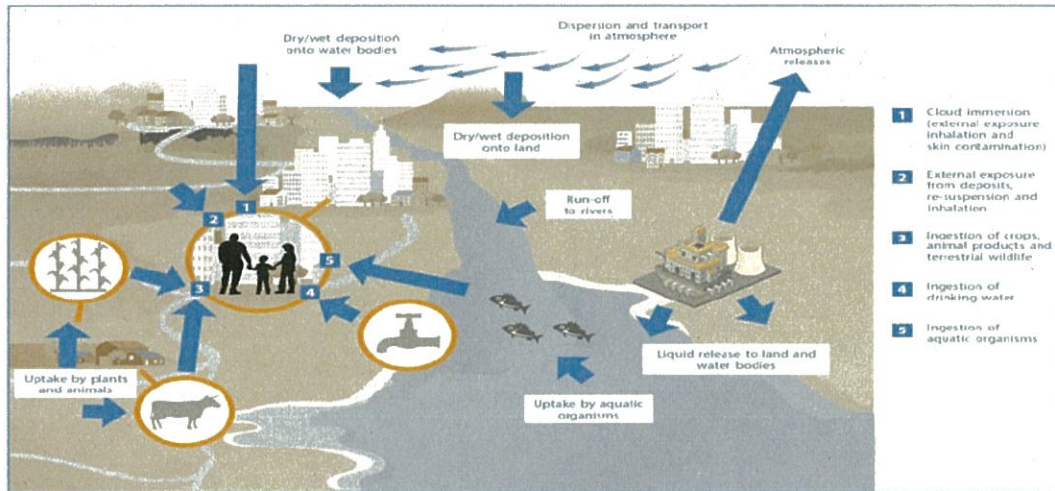 Dry/wet deposition
onto water bodies
Dispersion and transport
in atmosphere
Atmospheric
releases
Dry/wet deposition
onto land
Run-off
to rivers
1
2
3
4
5
Uptake by plants
and animals
Uptake by aquatic
organisms
Liquid release to land and
water bodies
1 Cloud immersion
(external exposure
inhalation and
skin contamination)
2 External exposure
from deposits,
re-suspension and
inhalation
3 Ingestion of crops,
animal products and
terrestrial wildlife
4 Ingestion of
drinking water
5 Ingestion of
aquatic organisms